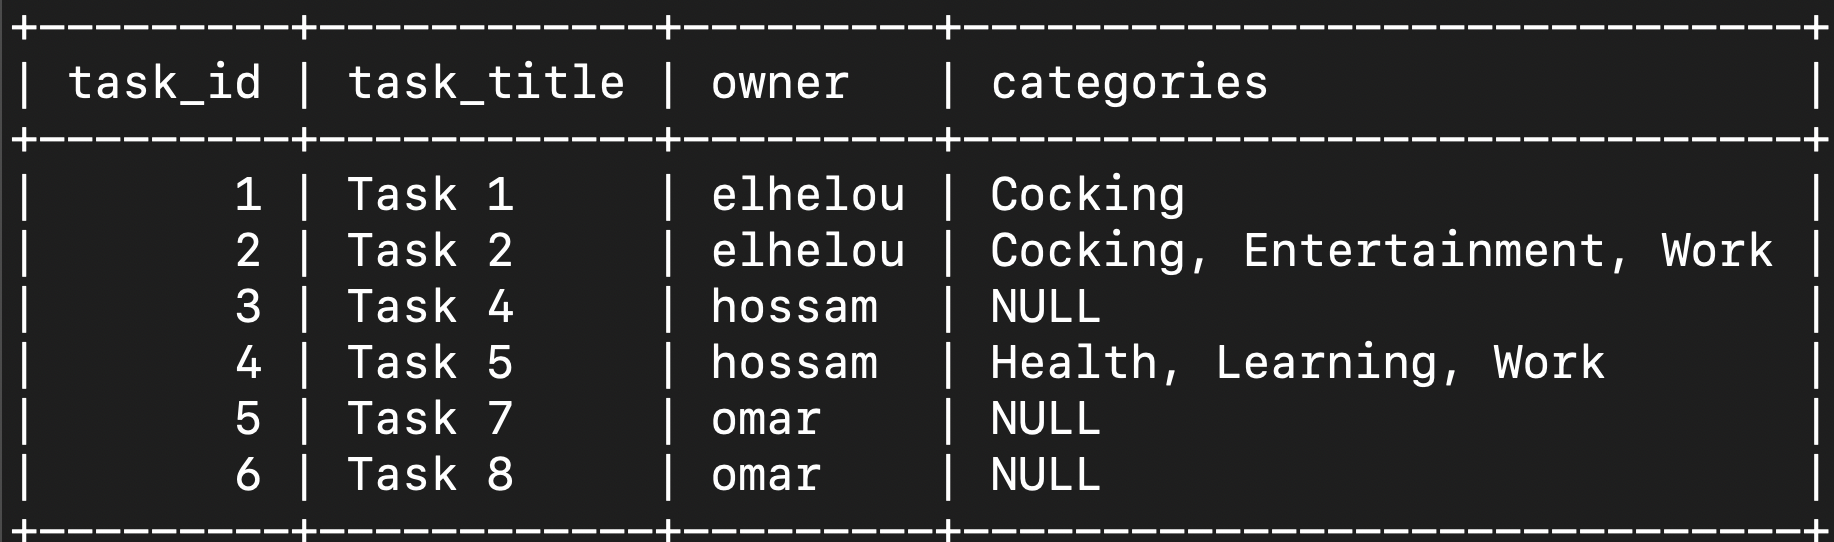 +---------+------------+---------+------------------------------+
| task_id | task_title | owner   | categories                   |
+---------+------------+---------+------------------------------+
|       1 | Task 1     | elhelou | Cocking                      |
|       2 | Task 2     | elhelou | Cocking, Entertainment, Work |
|       3 | Task 4     | hossam  | NULL                         |
|       4 | Task 5     | hossam  | Health, Learning, Work       |
|       5 | Task 7     | omar    | NULL                         |
|       6 | Task 8     | omar    | NULL                         |
+---------+------------+---------+------------------------------+